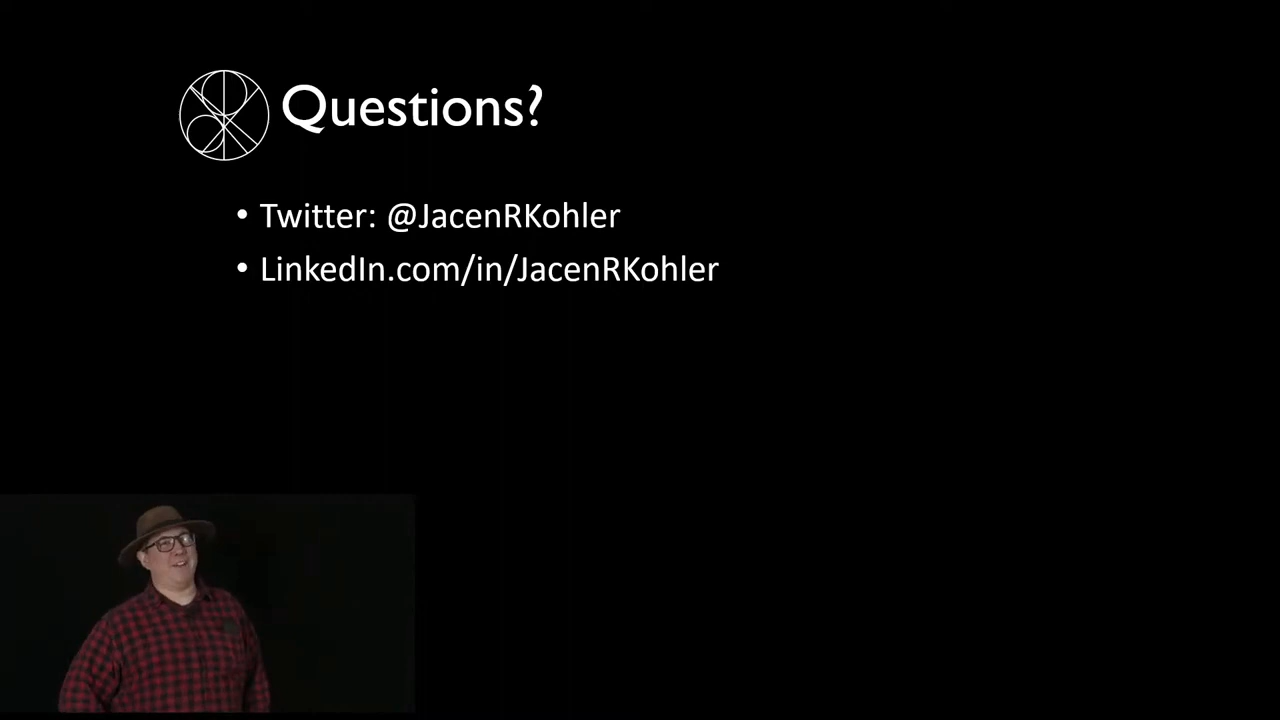 Questions?
• Twitter: @JacenRKohler
• LinkedIn.com/in/JacenRKohler